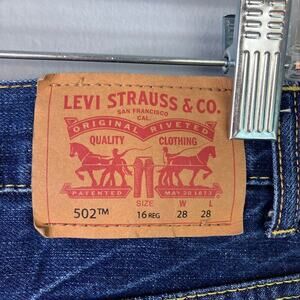 LEVI STRAUSS & CO.
SAN FRANCISCO
CAL.
ORIGINAL RIVETED
QUALITY CLOTHING
PATENTED MAY 20 1873
SIZE W L
502™ 16 REG 28 28